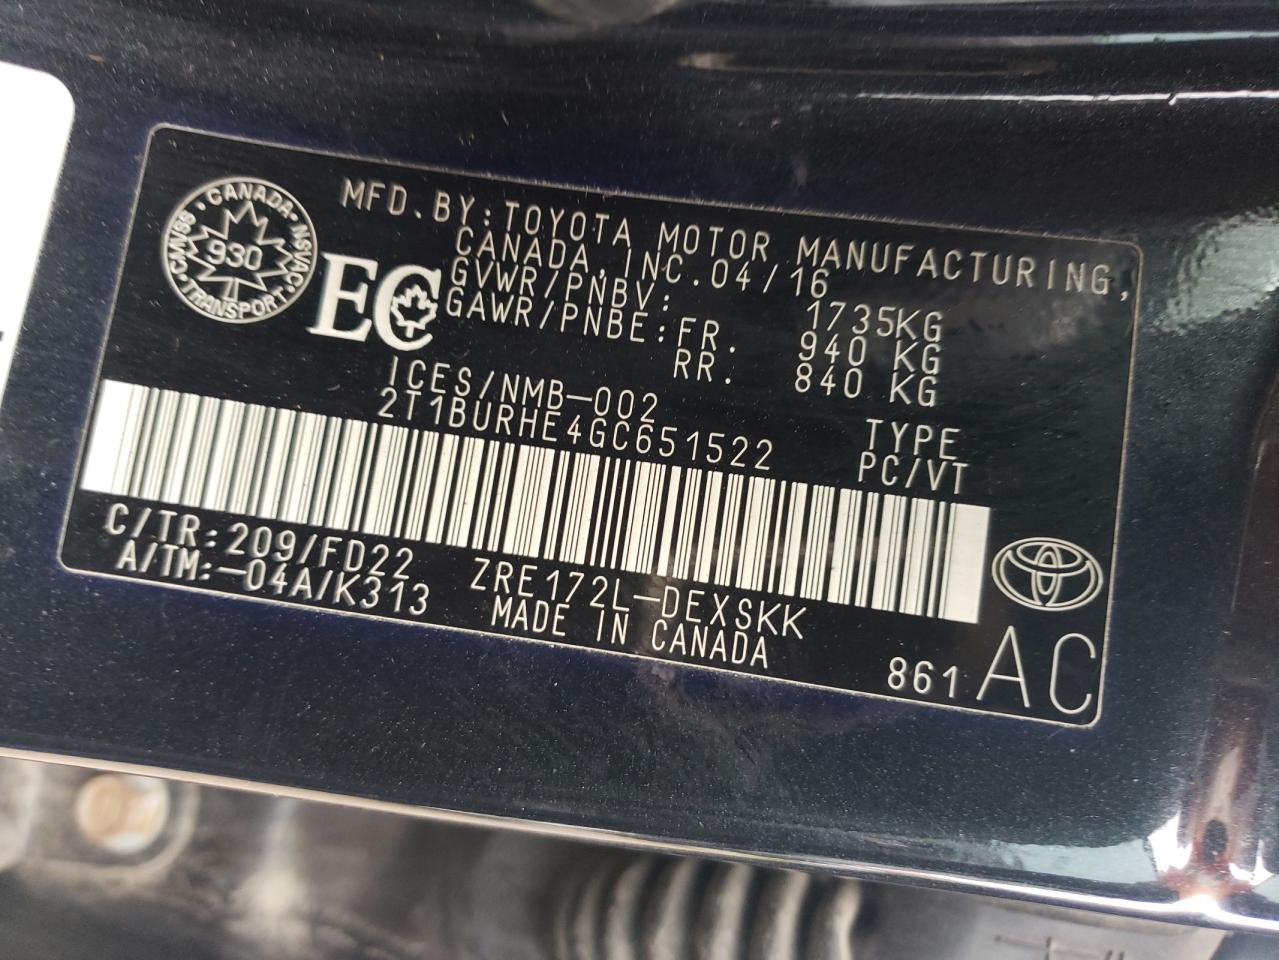 CANADA · NSVAC · TRANSPORT · CMVSS ·
930
EC
MFD.BY:TOYOTA MOTOR MANUFACTURING,
CANADA,INC.04/16
GVWR/PNBV: 1735KG
GAWR/PNBE:FR. 940 KG
RR. 840 KG
ICES/NMB-002
2T1BURHE4GC651522
TYPE
PC/VT
C/TR:209/FD22
A/TM:-04A/K313
ZRE172L-DEXSKK
MADE IN CANADA
861 AC